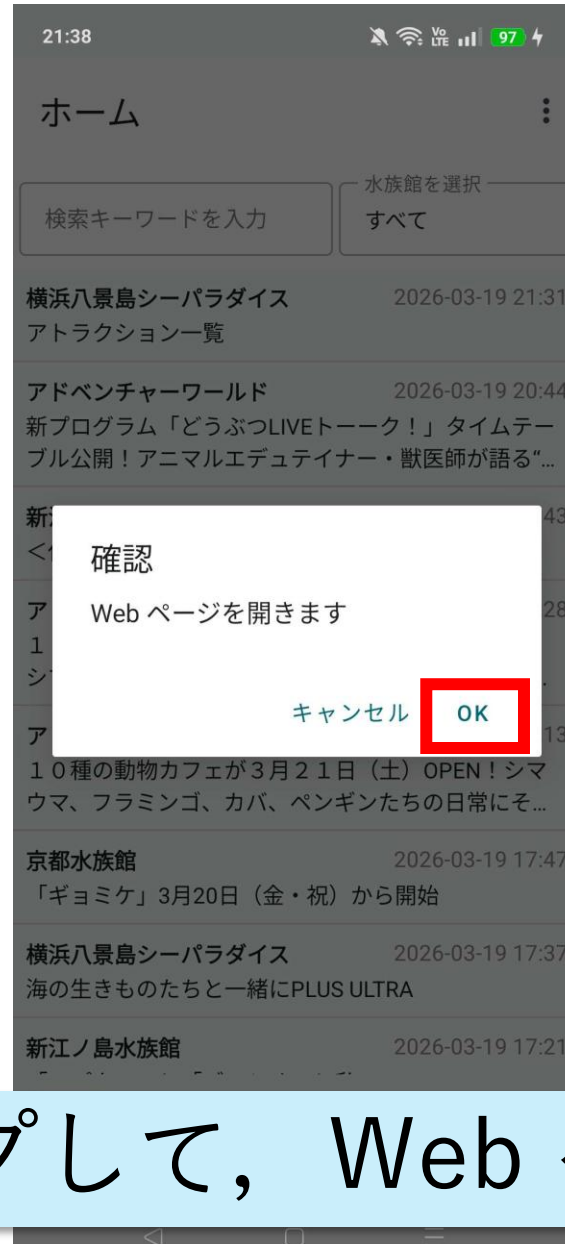 21:38
Vo LTE 97
ホーム
水族館を選択
検索キーワードを入力
すべて
横浜八景島シーパラダイス 2026-03-19 21:31
アトラクション一覧
アドベンチャーワールド 2026-03-19 20:44
新プログラム「どうぶつLIVEトーーク！」タイムテー
ブル公開！アニマルエデュテイナー・獣医師が語る“…
新 43
<
確認
ア 28
Web ページを開きます
1
シ
キャンセル OK
ア 13
１０種の動物カフェが３月２１日（土）OPEN！シマ
ウマ、フラミンゴ、カバ、ペンギンたちの日常にそ…
京都水族館 2026-03-19 17:47
「ギョミケ」3月20日（金・祝）から開始
横浜八景島シーパラダイス 2026-03-19 17:37
海の生きものたちと一緒にPLUS ULTRA
新江ノ島水族館 2026-03-19 17:21
プして，Web